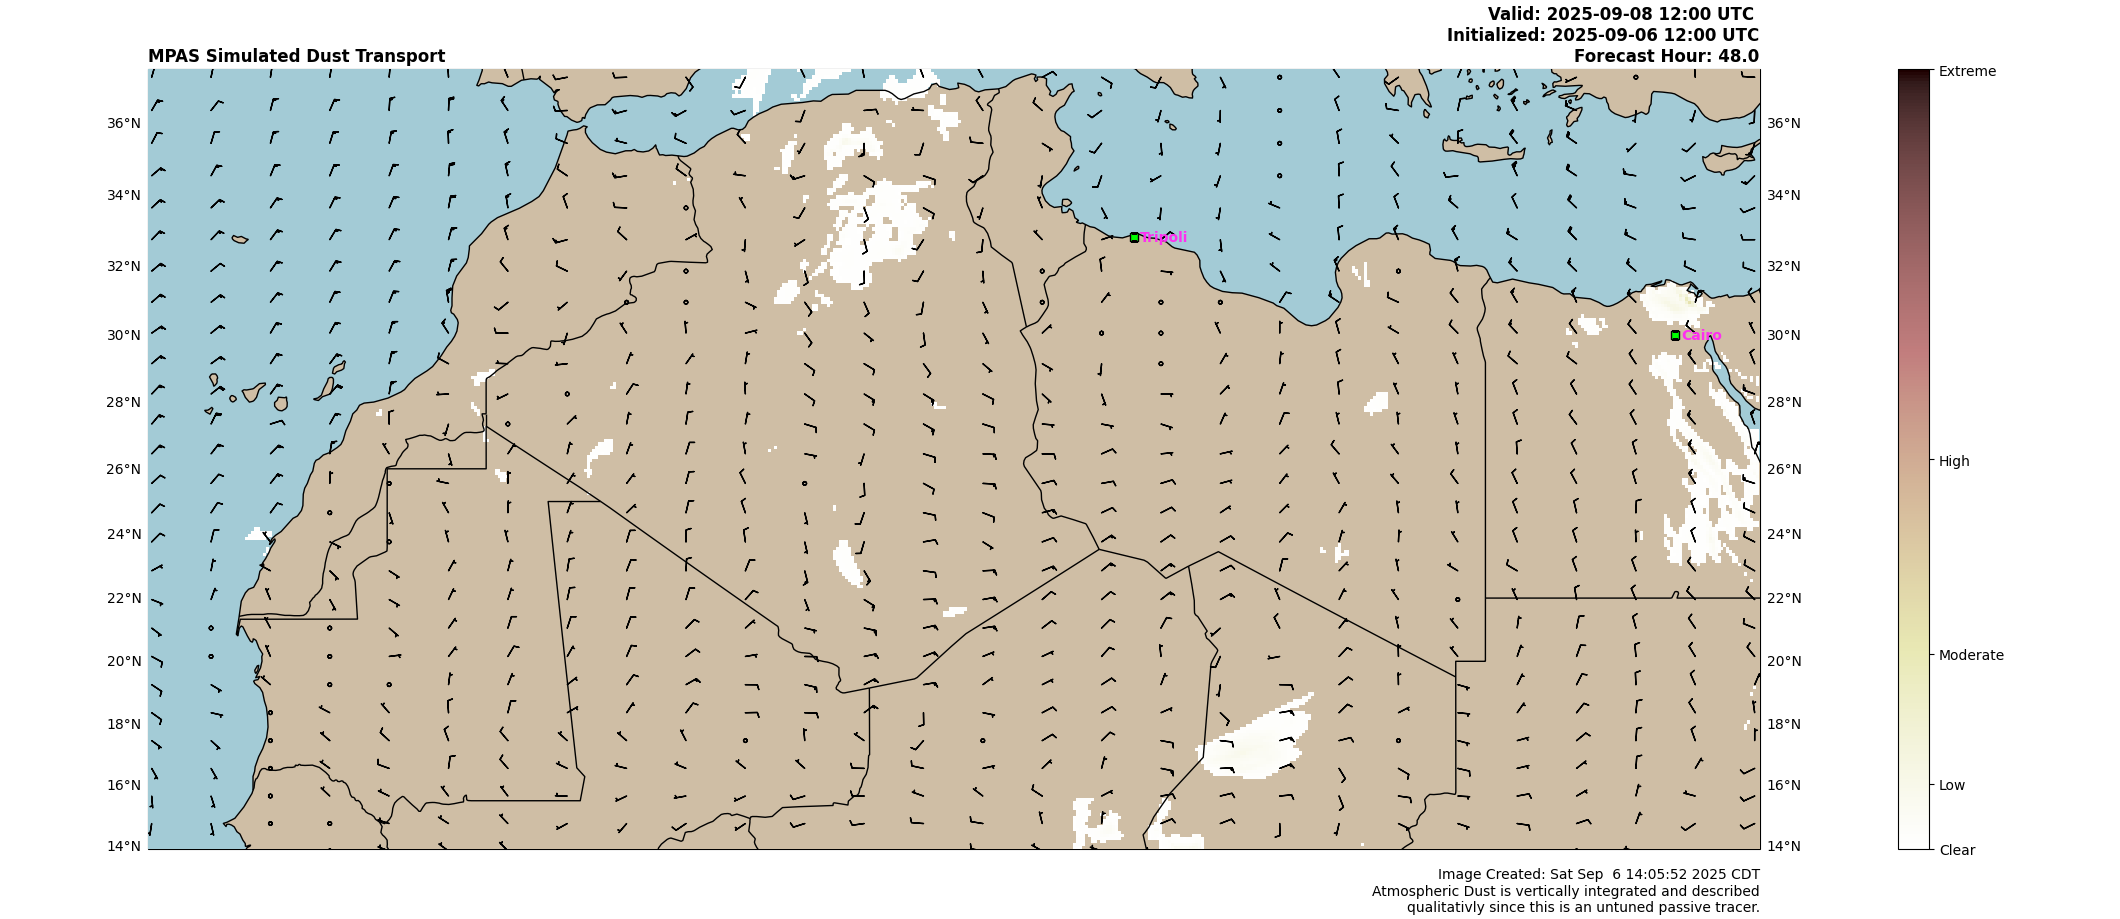 Valid: 2025-09-08 12:00 UTC
Initialized: 2025-09-06 12:00 UTC
MPAS Simulated Dust Transport
Forecast Hour: 48.0
Extreme
36°N
36°N
34°N
34°N
Tripoli
32°N
32°N
30°N
Cairo
30°N
28°N
28°N
High
26°N
26°N
24°N
24°N
22°N
22°N
Moderate
20°N
20°N
18°N
18°N
16°N
16°N
Low
14°N
14°N
Clear
Image Created: Sat Sep  6 14:05:52 2025 CDT
Atmospheric Dust is vertically integrated and described
qualitativly since this is an untuned passive tracer.